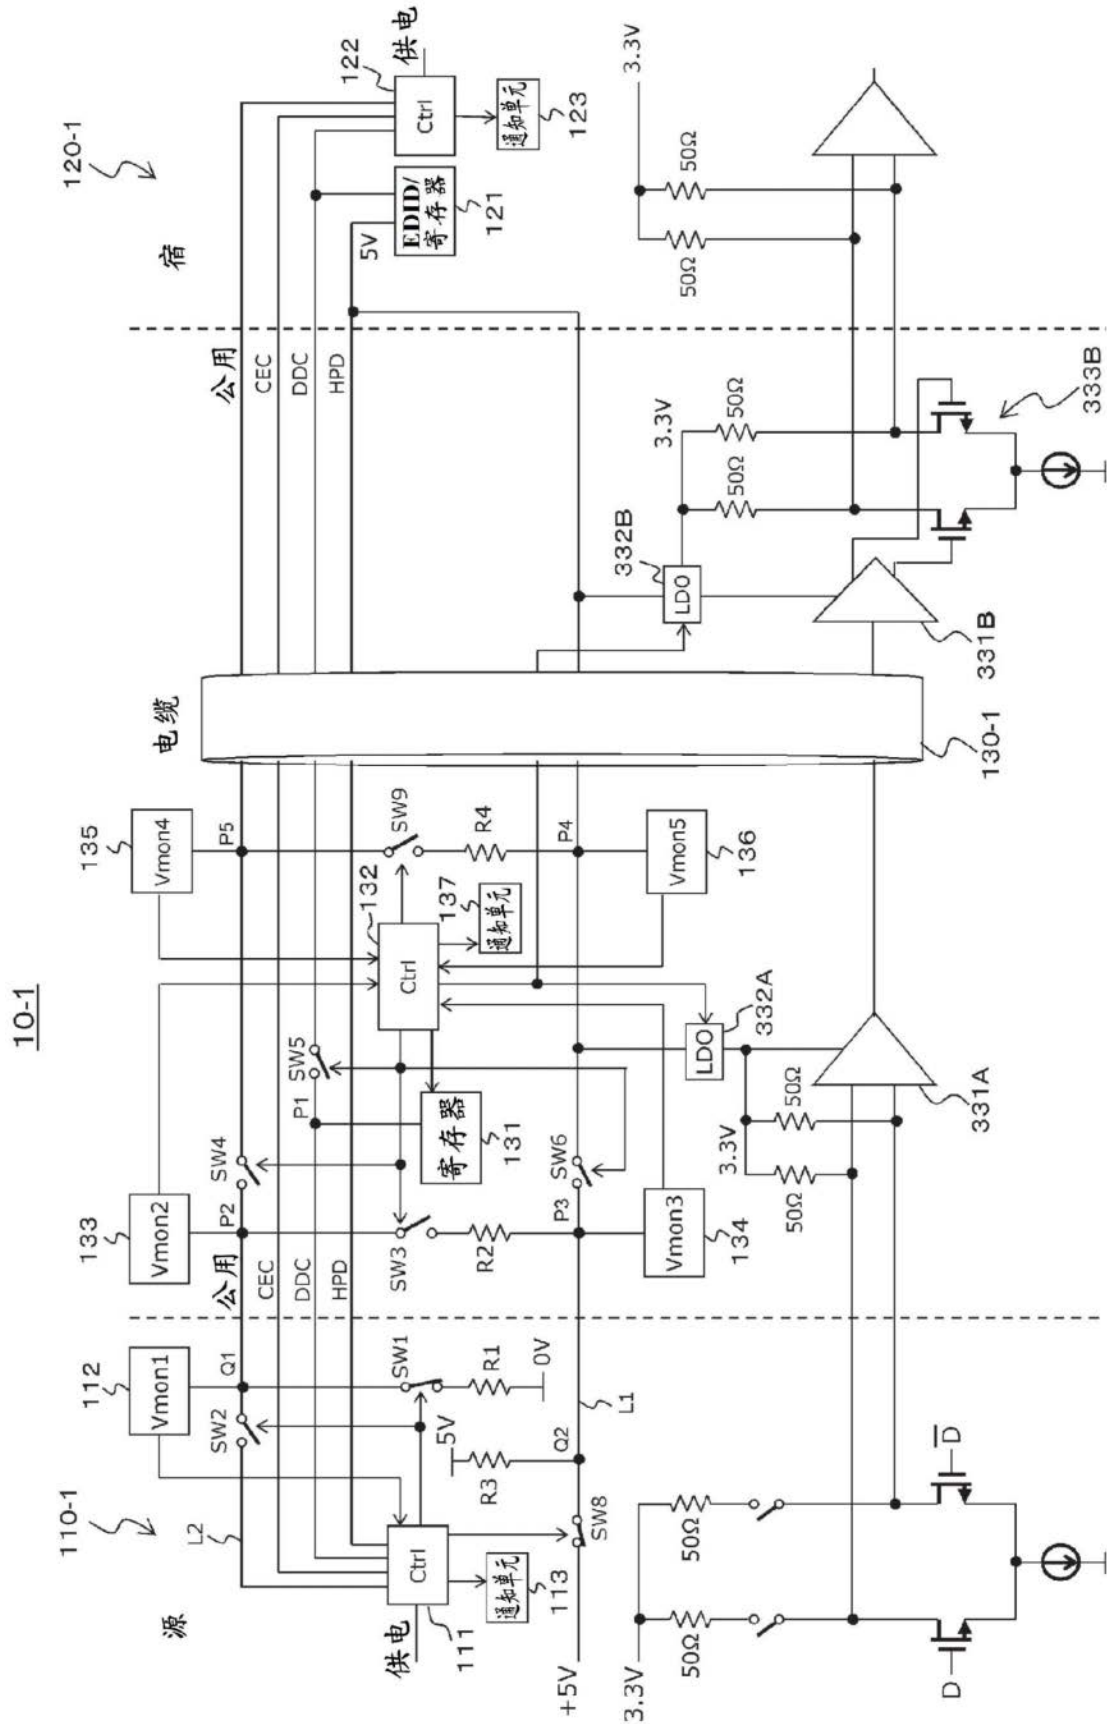 10-1
110-1
源
电缆
120-1
宿
112
Vmon1
133
Vmon2
135
Vmon4
L2
SW2
Q1
公用
P2
SW4
P5
公用
CEC
CEC
DDC
P1
SW5
DDC
HPD
HPD
供电
111
Ctrl
通知单元
113
SW1
5V
R3
R1
0V
Q2
L1
SW8
+5V
SW3
R2
P3
SW6
寄存器
131
Ctrl
132
137
通知单元
SW9
R4
P4
Vmon3
134
Vmon5
136
5V
EDID/
寄存器
121
Ctrl
122
供电
通知单元
123
LDO
332A
3.3V
50Ω
50Ω
331A
130-1
LDO
332B
3.3V
50Ω
50Ω
331B
333B
3.3V
50Ω
50Ω
3.3V
50Ω
50Ω
D
D